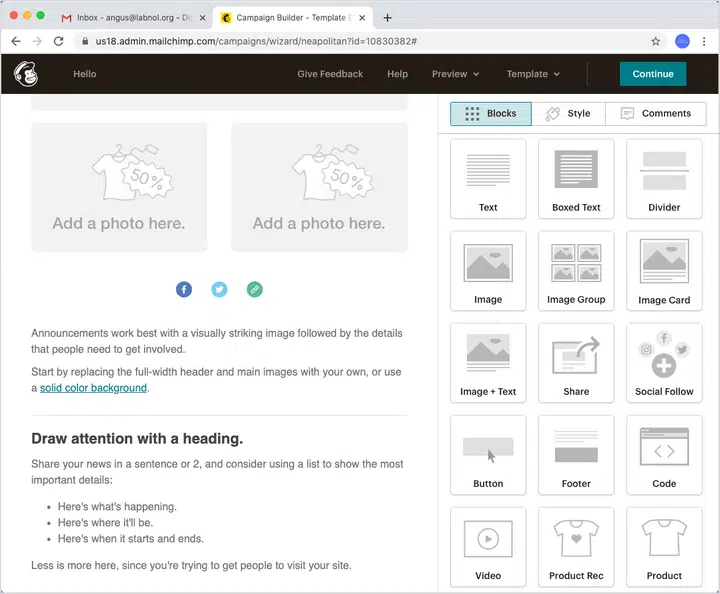 Inbox - angus@labnol.org - Di
Campaign Builder - Template D
us18.admin.mailchimp.com/campaigns/wizard/neapolitan?id=10830382#
Hello
Give Feedback
Help
Preview
Template
Continue
Blocks
Style
Comments
50%
Add a photo here.
50%
Add a photo here.
Announcements work best with a visually striking image followed by the details
that people need to get involved.
Start by replacing the full-width header and main images with your own, or use
a solid color background.
Draw attention with a heading.
Share your news in a sentence or 2, and consider using a list to show the most
important details:
Here's what's happening.
Here's where it'll be.
Here's when it starts and ends.
Less is more here, since you're trying to get people to visit your site.
Text
Boxed Text
Divider
Image
Image Group
Image Card
Image + Text
Share
Social Follow
Button
Footer
Code
Video
Product Rec
Product